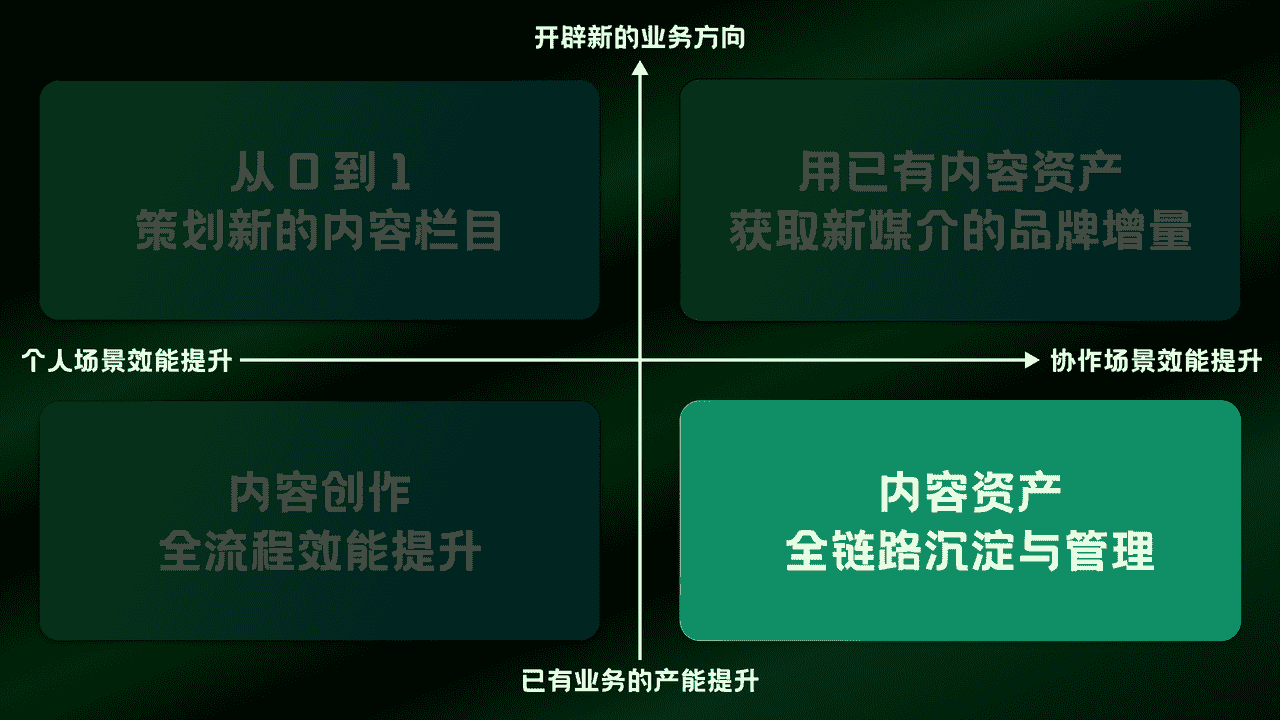 开辟新的业务方向
从 0 到 1
策划新的内容栏目
用已有内容资产
获取新媒介的品牌增量
个人场景效能提升
协作场景效能提升
内容创作
全流程效能提升
内容资产
全链路沉淀与管理
已有业务的产能提升